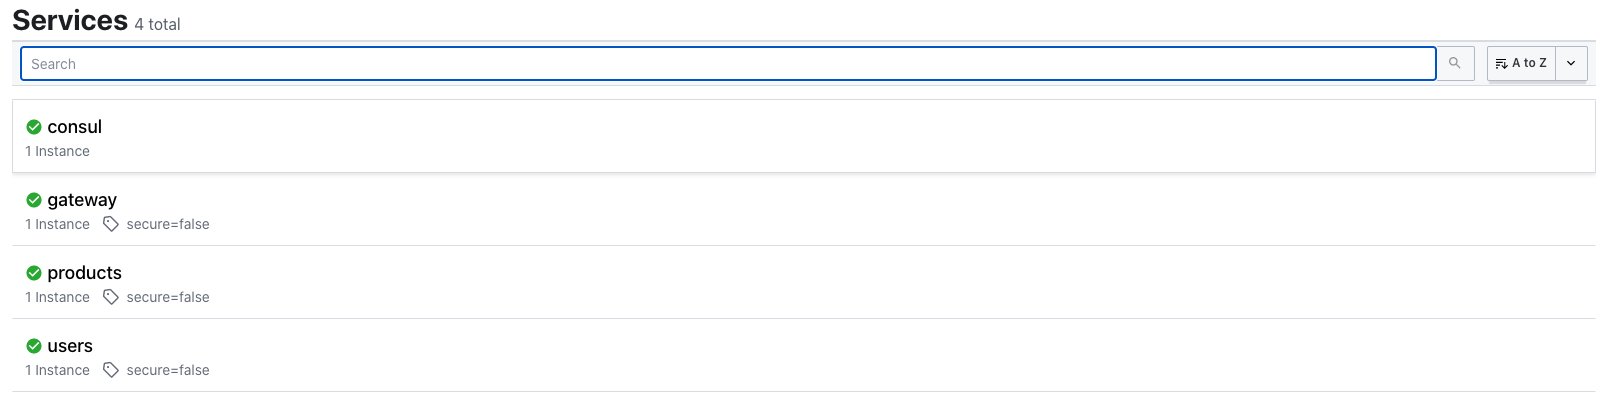 Services 4 total
Search
A to Z
consul
1 Instance
gateway
1 Instance secure=false
products
1 Instance secure=false
users
1 Instance secure=false